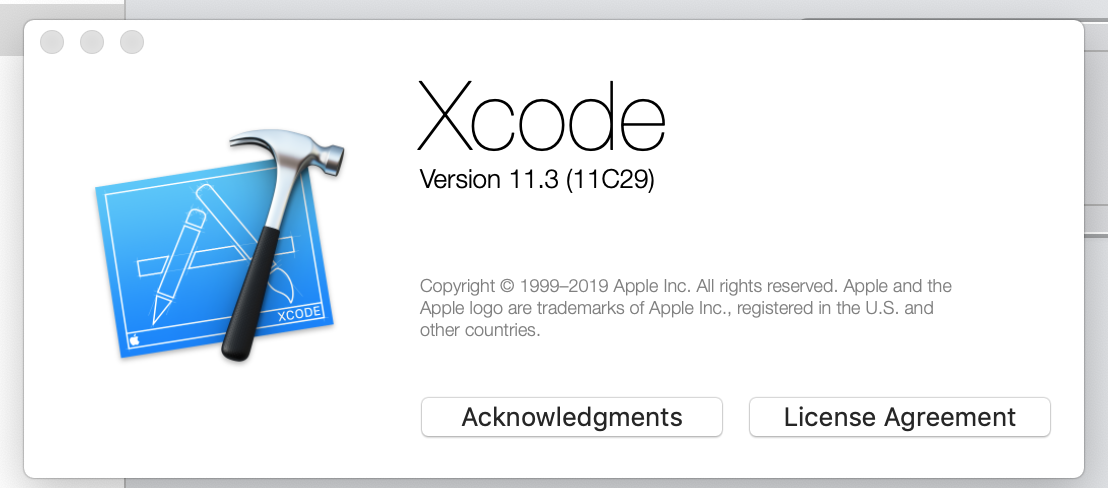 Xcode
Version 11.3 (11C29)
XCODE
Copyright © 1999–2019 Apple Inc. All rights reserved. Apple and the
Apple logo are trademarks of Apple Inc., registered in the U.S. and
other countries.
Acknowledgments
License Agreement